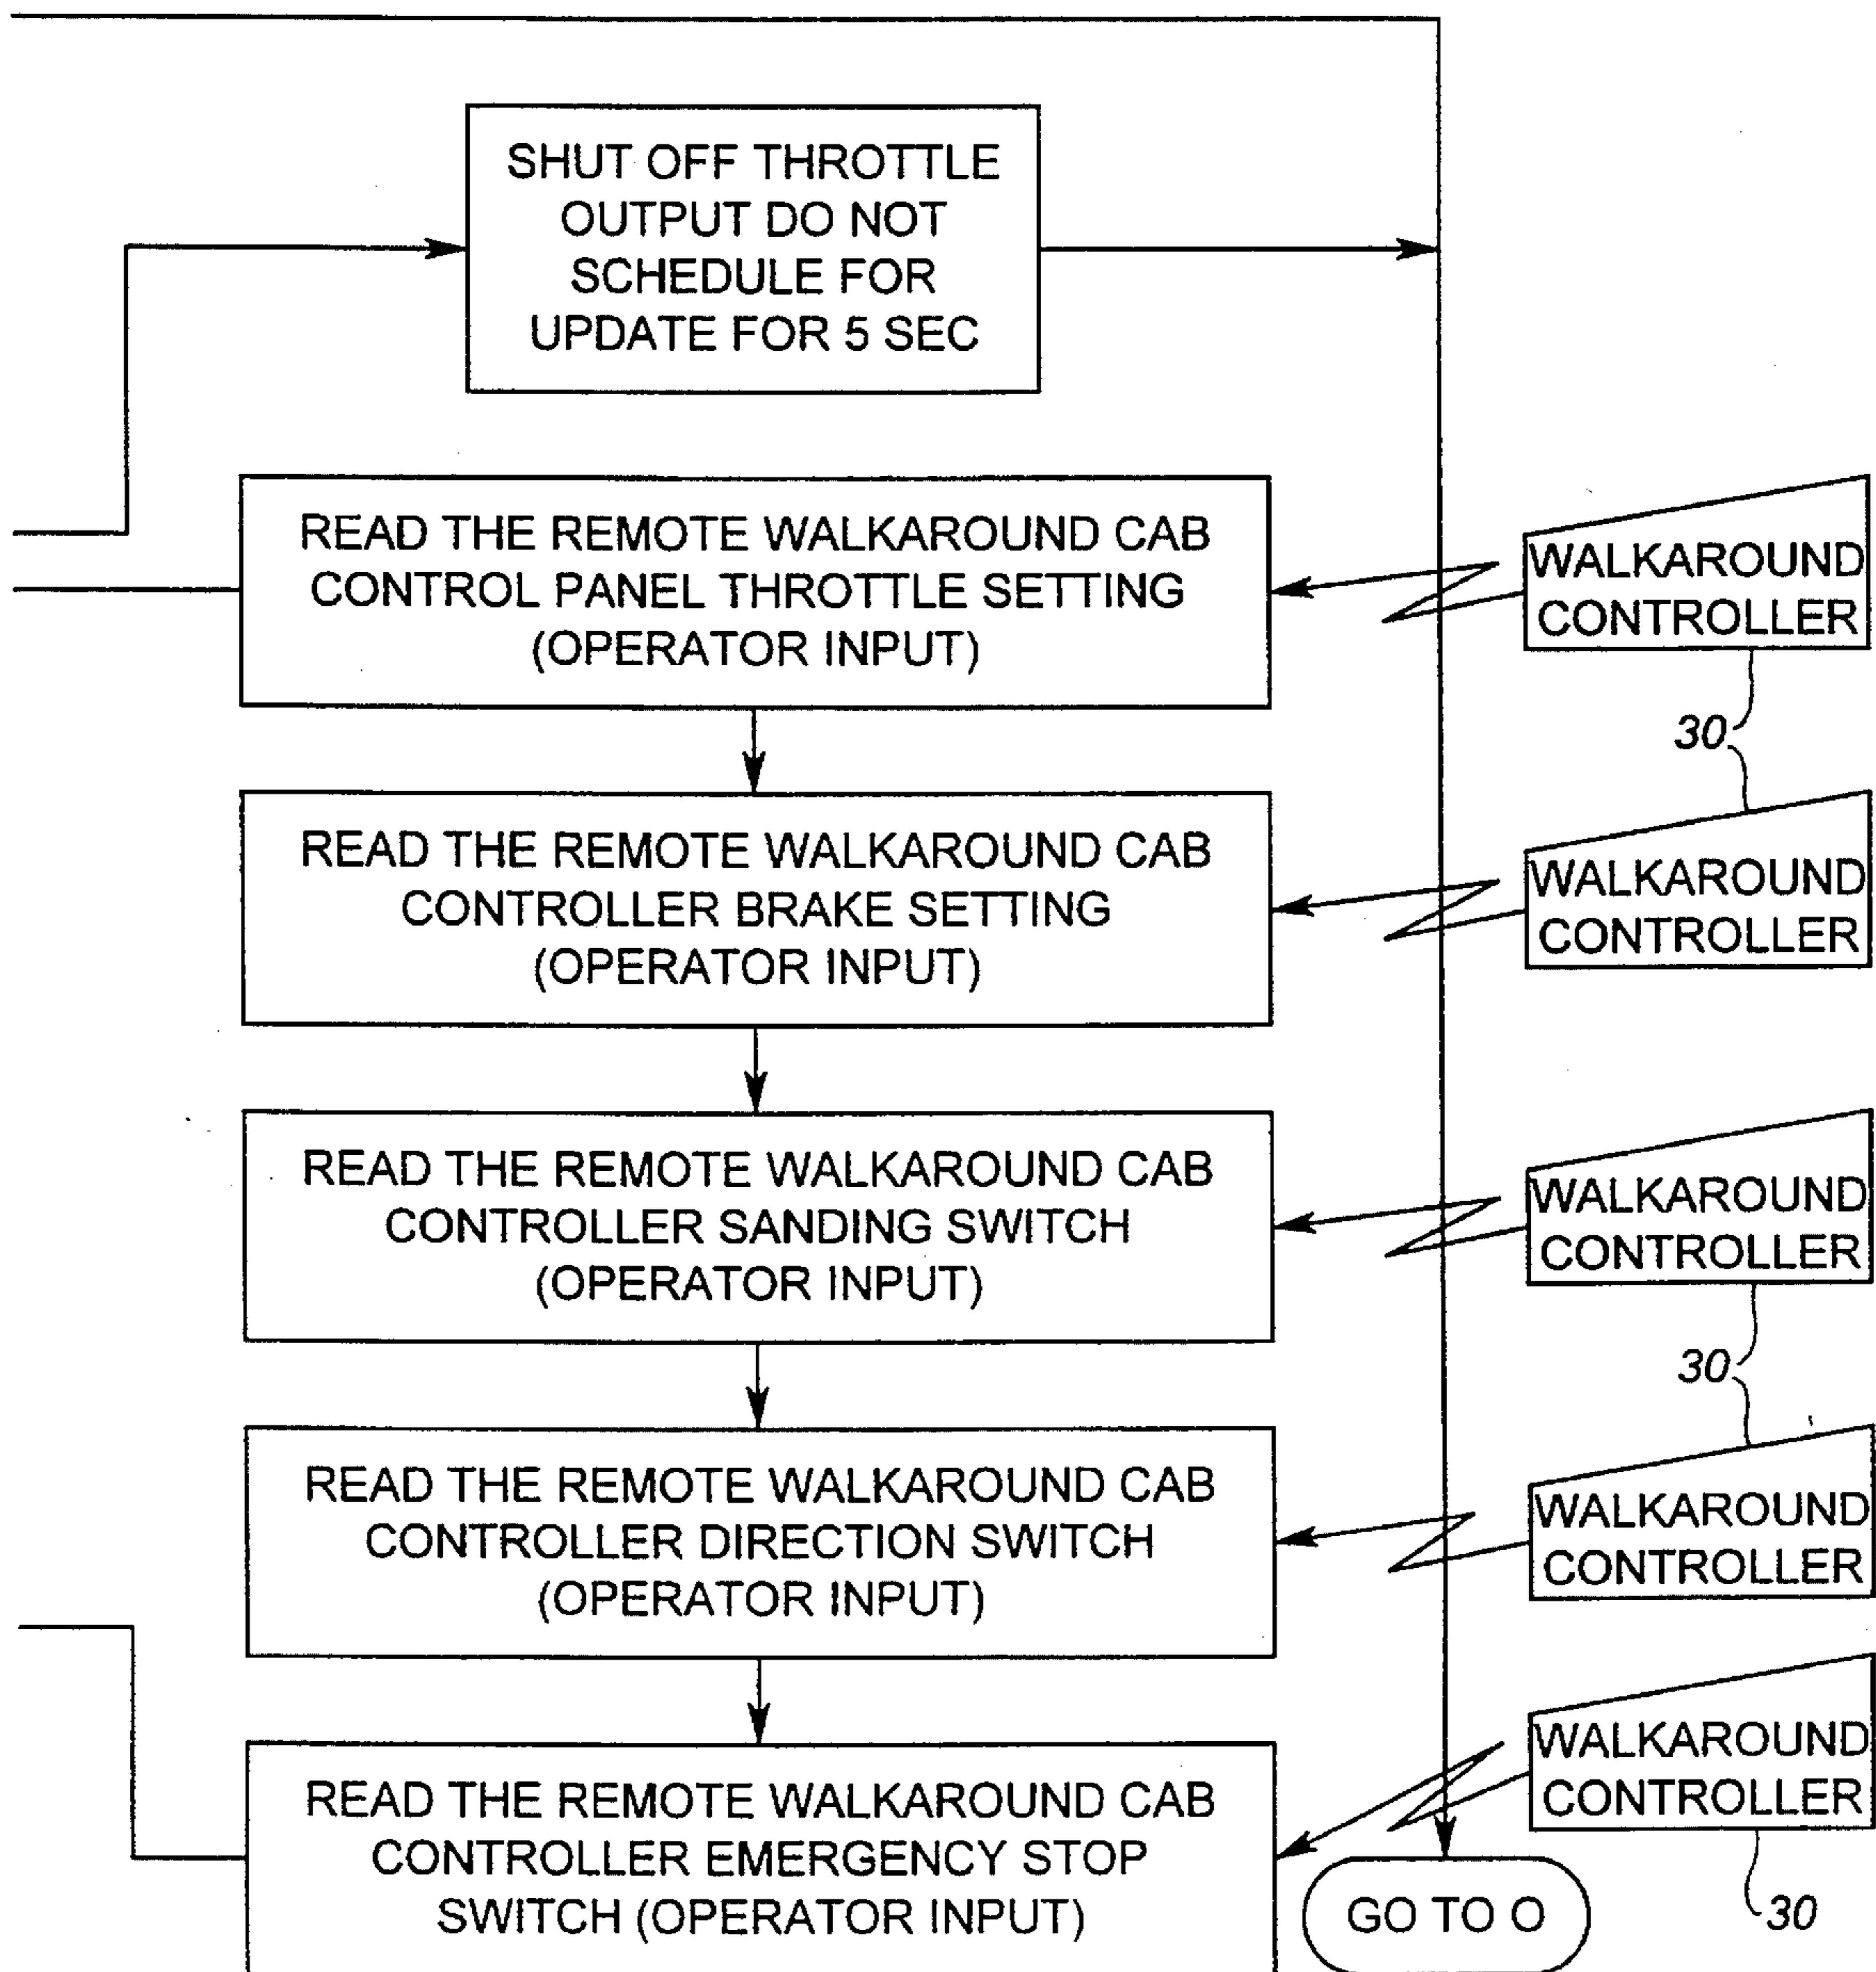 SHUT OFF THROTTLE
OUTPUT DO NOT
SCHEDULE FOR
UPDATE FOR 5 SEC
READ THE REMOTE WALKAROUND CAB
CONTROL PANEL THROTTLE SETTING
(OPERATOR INPUT)
WALKAROUND
CONTROLLER
30
READ THE REMOTE WALKAROUND CAB
CONTROLLER BRAKE SETTING
(OPERATOR INPUT)
WALKAROUND
CONTROLLER
READ THE REMOTE WALKAROUND CAB
CONTROLLER SANDING SWITCH
(OPERATOR INPUT)
WALKAROUND
CONTROLLER
30
READ THE REMOTE WALKAROUND CAB
CONTROLLER DIRECTION SWITCH
(OPERATOR INPUT)
WALKAROUND
CONTROLLER
READ THE REMOTE WALKAROUND CAB
CONTROLLER EMERGENCY STOP
SWITCH (OPERATOR INPUT)
WALKAROUND
CONTROLLER
30
GO TO O